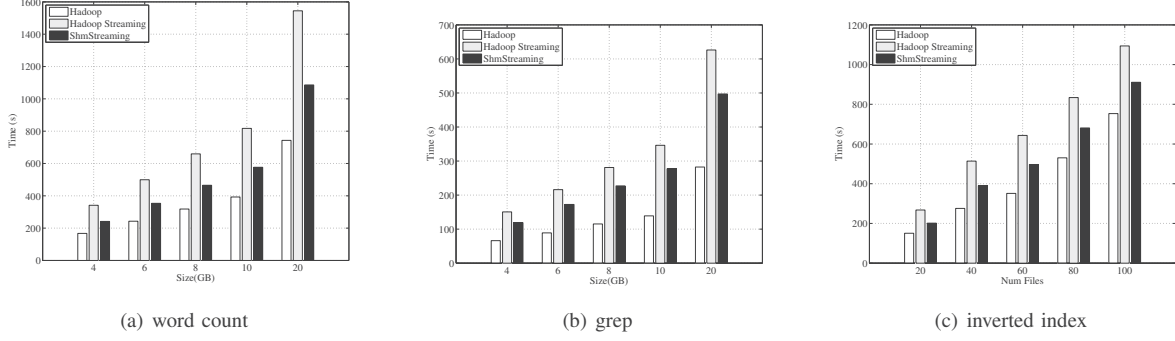 1600
1400
1200
1000
800
600
400
200
0
Time (s)
Hadoop
Hadoop Streaming
ShmStreaming
4 6 8 10 20
Size(GB)
(a) word count
700
600
500
400
300
200
100
0
Time (s)
Hadoop
Hadoop Streaming
ShmStreaming
4 6 8 10 20
Size(GB)
(b) grep
1200
1000
800
600
400
200
0
Time (s)
Hadoop
Hadoop Streaming
ShmStreaming
20 40 60 80 100
Num Files
(c) inverted index